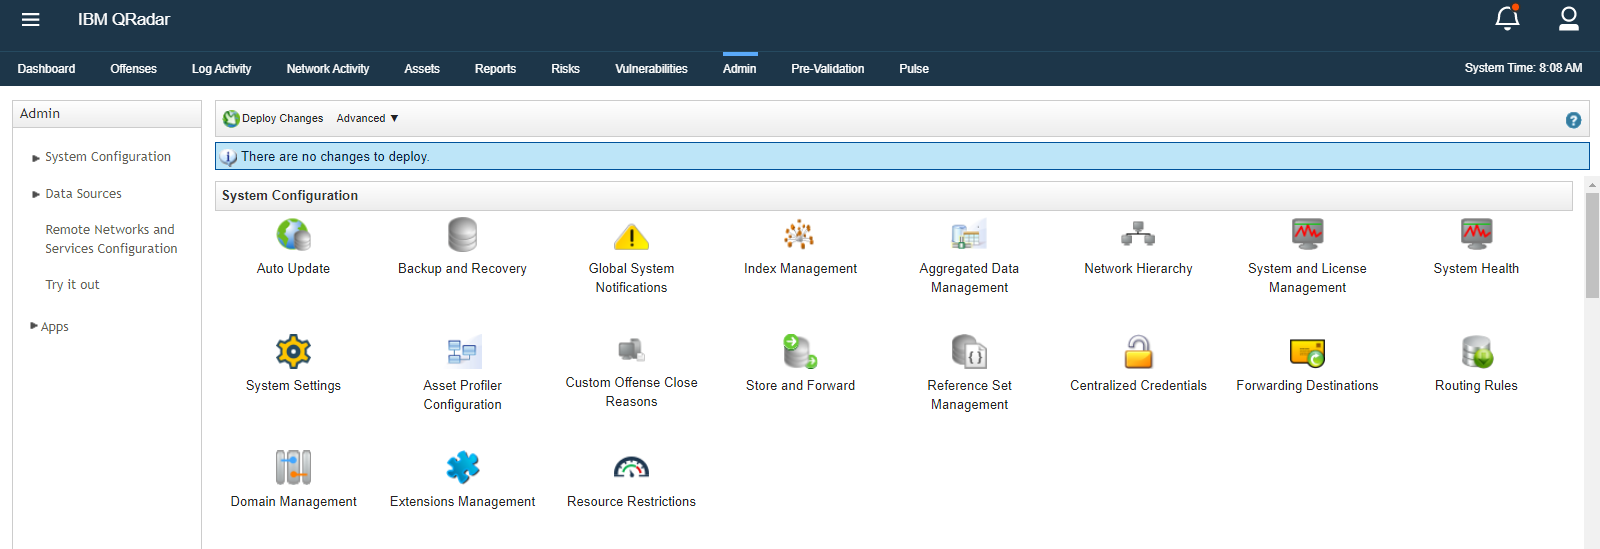 IBM QRadar
Dashboard Offenses Log Activity Network Activity Assets Reports Risks Vulnerabilities Admin Pre-Validation Pulse System Time: 8:08 AM
Admin
System Configuration
Data Sources
Remote Networks and
Services Configuration
Try it out
Apps
Deploy Changes Advanced ▼
?
There are no changes to deploy.
System Configuration
Auto Update
Backup and Recovery
Global System
Notifications
Index Management
Aggregated Data
Management
Network Hierarchy
System and License
Management
System Health
System Settings
Asset Profiler
Configuration
Custom Offense Close
Reasons
Store and Forward
Reference Set
Management
Centralized Credentials
Forwarding Destinations
Routing Rules
Domain Management
Extensions Management
Resource Restrictions